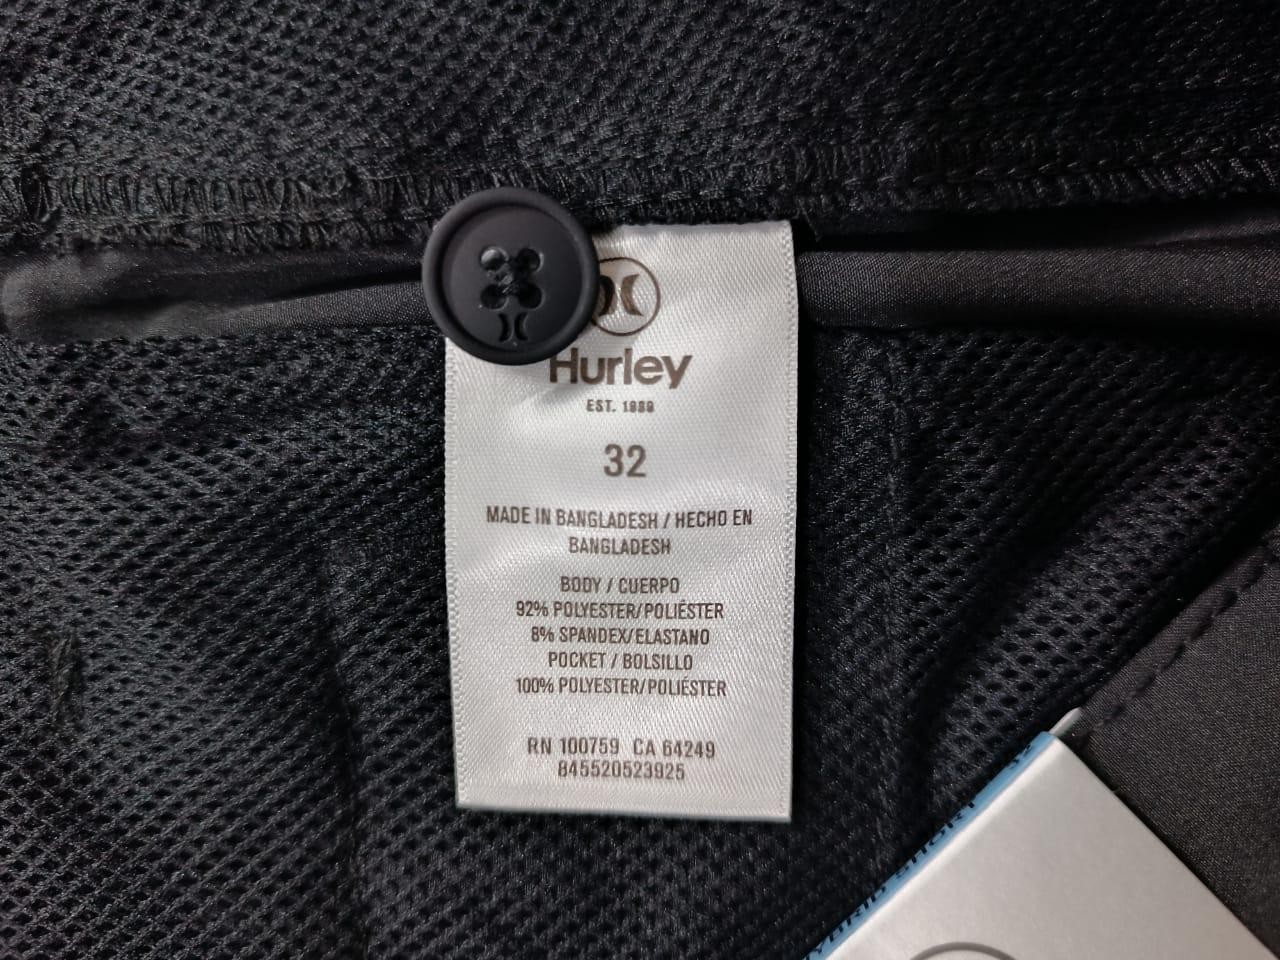 Hurley
EST. 1999
32
MADE IN BANGLADESH / HECHO EN
BANGLADESH
BODY / CUERPO
92% POLYESTER/POLIÉSTER
8% SPANDEX/ELASTANO
POCKET / BOLSILLO
100% POLYESTER/POLIÉSTER
RN 100759 CA 64249
845520523925
SHORT